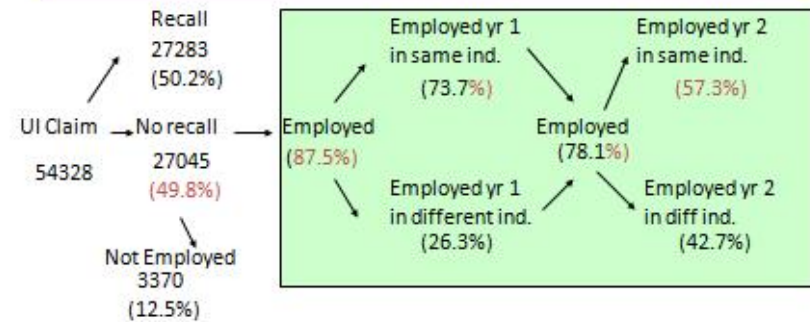 Recall
27283
(50.2%)
UI Claim
54328
No recall
27045
(49.8%)
Not Employed
3370
(12.5%)
Employed
(87.5%)
Employed yr 1
in same ind.
(73.7%)
Employed yr 1
in different ind.
(26.3%)
Employed
(78.1%)
Employed yr 2
in same ind.
(57.3%)
Employed yr 2
in diff ind.
(42.7%)